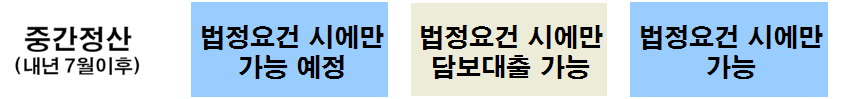 중간정산
(내년 7월이후)
법정요건 시에만
가능 예정
법정요건 시에만
담보대출 가능
법정요건 시에만
가능